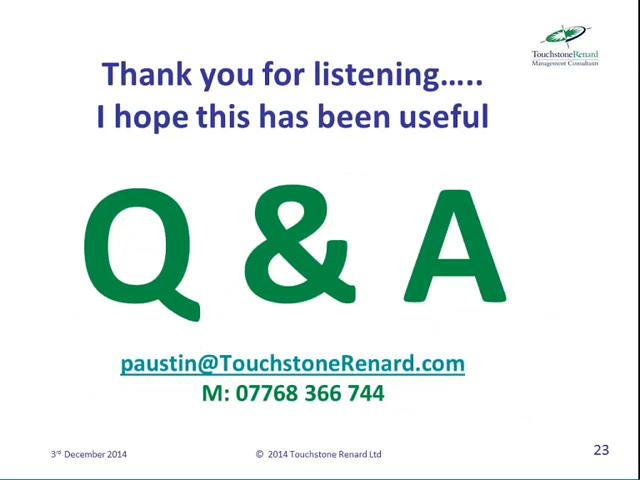 TouchstoneRenard
Management Consultants
Thank you for listening…..
I hope this has been useful
Q & A
paustin@TouchstoneRenard.com
M: 07768 366 744
3rd December 2014
© 2014 Touchstone Renard Ltd
23